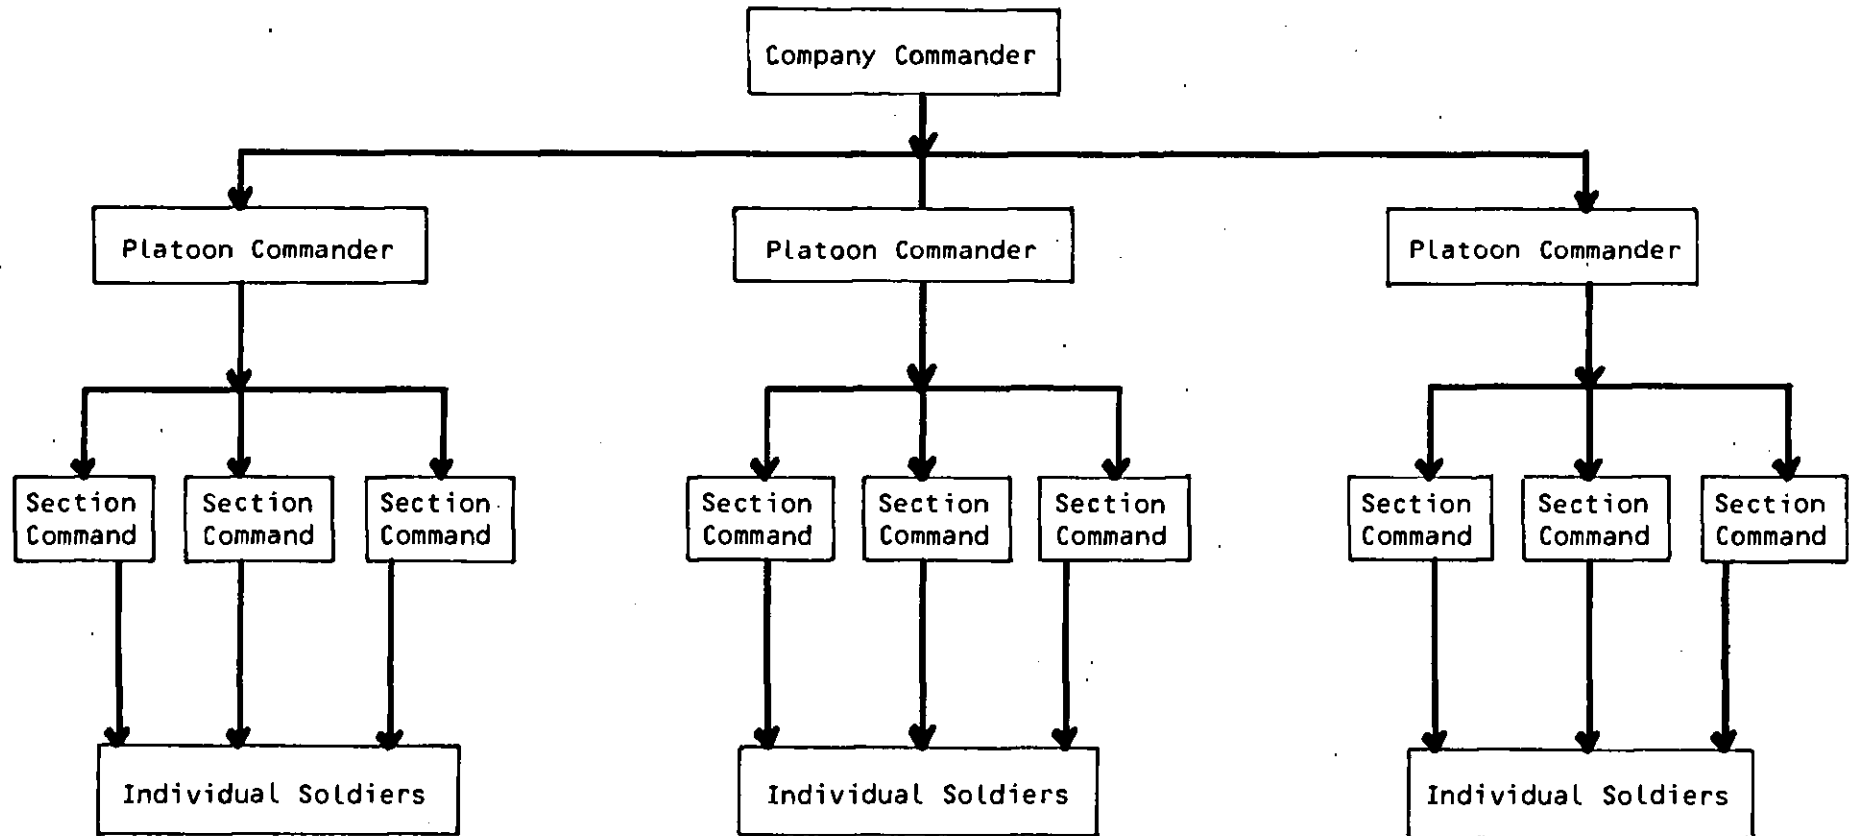 Company Commander
Platoon Commander
Platoon Commander
Platoon Commander
Section
Command
Section
Command
Section
Command
Section
Command
Section
Command
Section
Command
Section
Command
Section
Command
Section
Command
Individual Soldiers
Individual Soldiers
Individual Soldiers